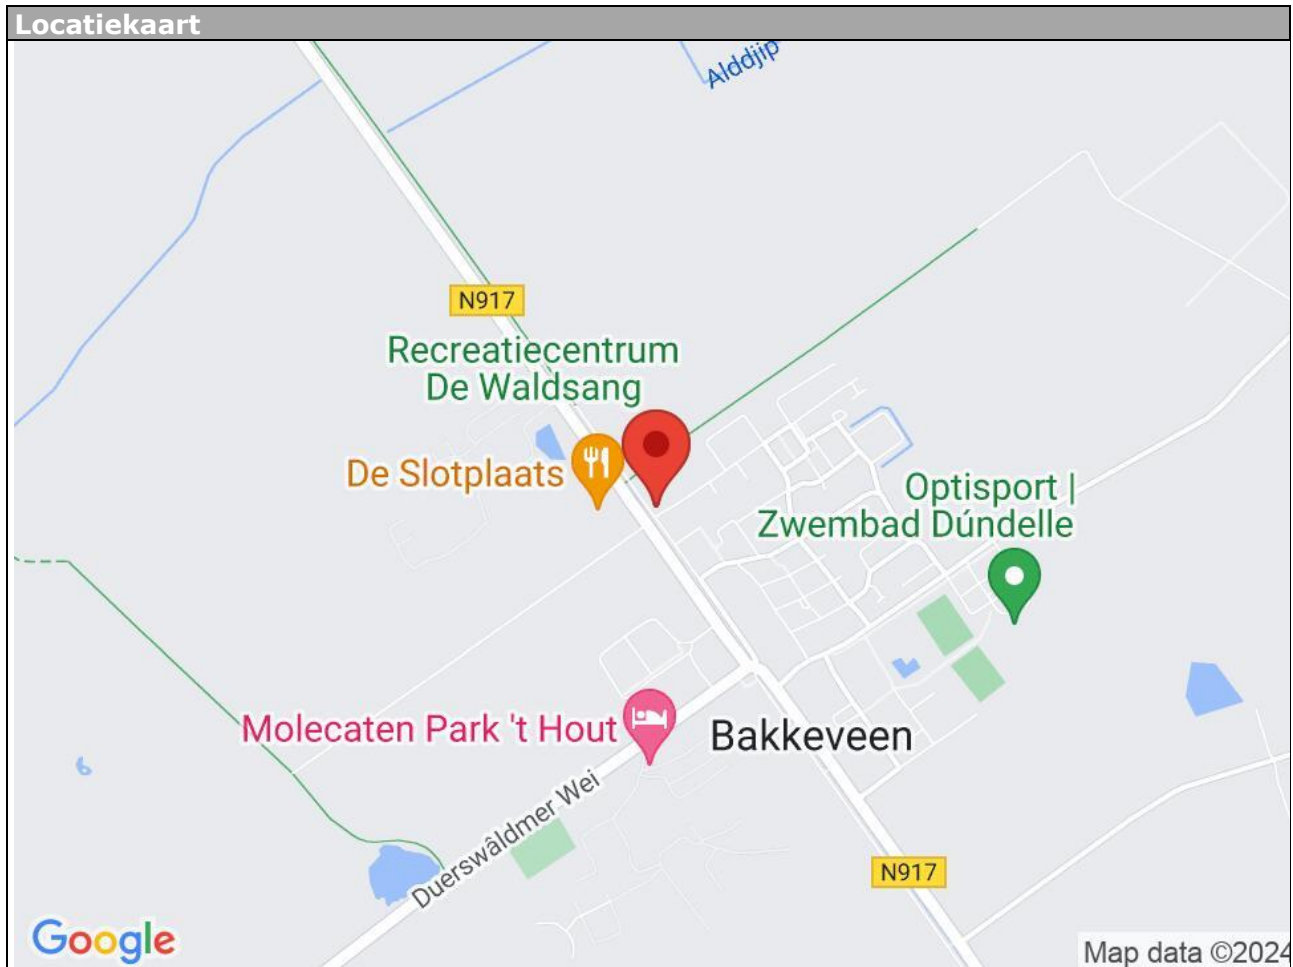 Locatiekaart
Alddjip
N917
Recreatiecentrum
De Waldsang
De Slotplaats
Optisport |
Zwembad Dúndelle
Molecaten Park 't Hout
Bakkeveen
Duerswâldmer Wei
N917
Google
Map data ©2024